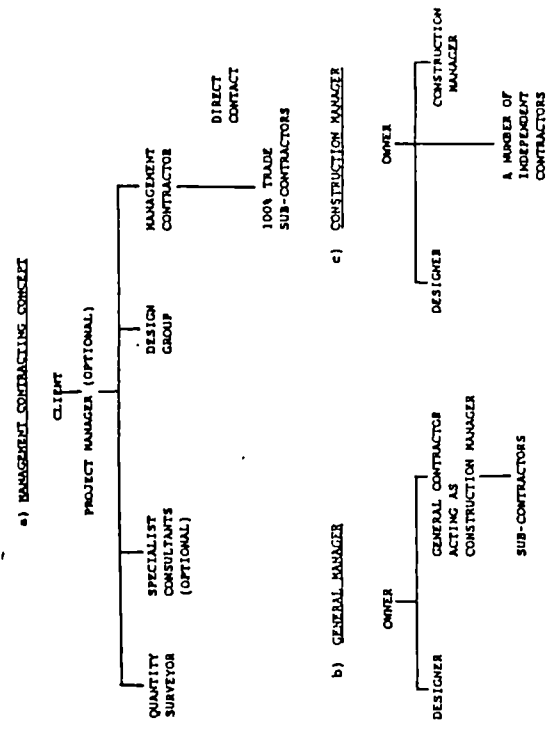 a) MANAGEMENT CONTRACTING CONCEPT
CLIENT
PROJECT MANAGER (OPTIONAL)
QUANTITY
SURVEYOR
SPECIALIST
CONSULTANTS
(OPTIONAL)
DESIGN
GROUP
MANAGEMENT
CONTRACTOR
100% TRADE
SUB-CONTRACTORS
DIRECT
CONTACT
b) GENERAL MANAGER
OWNER
DESIGNER
GENERAL CONTRACTOR
ACTING AS
CONSTRUCTION MANAGER
SUB-CONTRACTORS
c) CONSTRUCTION MANAGER
OWNER
DESIGNER
CONSTRUCTION
MANAGER
A NUMBER OF
INDEPENDENT
CONTRACTORS